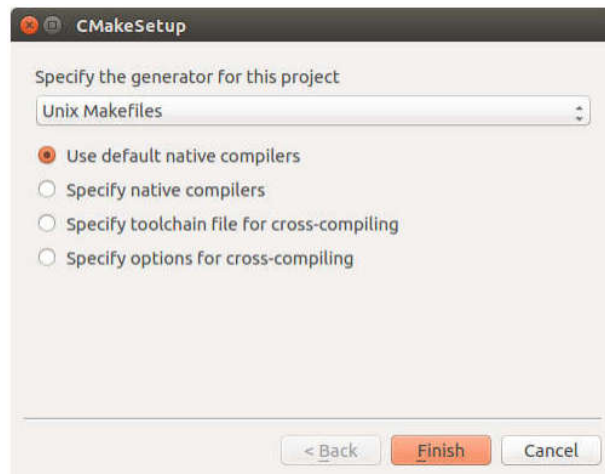 CMakeSetup
Specify the generator for this project
Unix Makefiles
Use default native compilers
Specify native compilers
Specify toolchain file for cross-compiling
Specify options for cross-compiling
< Back Finish Cancel